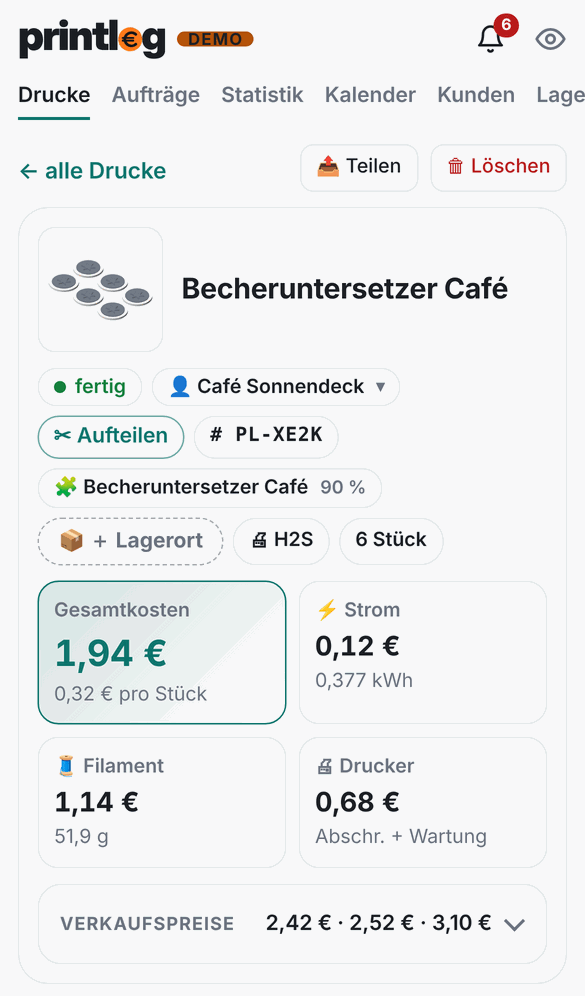 printl€g DEMO 6
Drucke Aufträge Statistik Kalender Kunden Lage
← alle Drucke Teilen Löschen
Becheruntersetzer Café
fertig Café Sonnendeck ▾
Aufteilen # PL-XE2K
Becheruntersetzer Café 90 %
+ Lagerort H2S 6 Stück
Gesamtkosten
1,94 €
0,32 € pro Stück
Strom
0,12 €
0,377 kWh
Filament
1,14 €
51,9 g
Drucker
0,68 €
Abschr. + Wartung
VERKAUFSPREISE 2,42 € · 2,52 € · 3,10 €